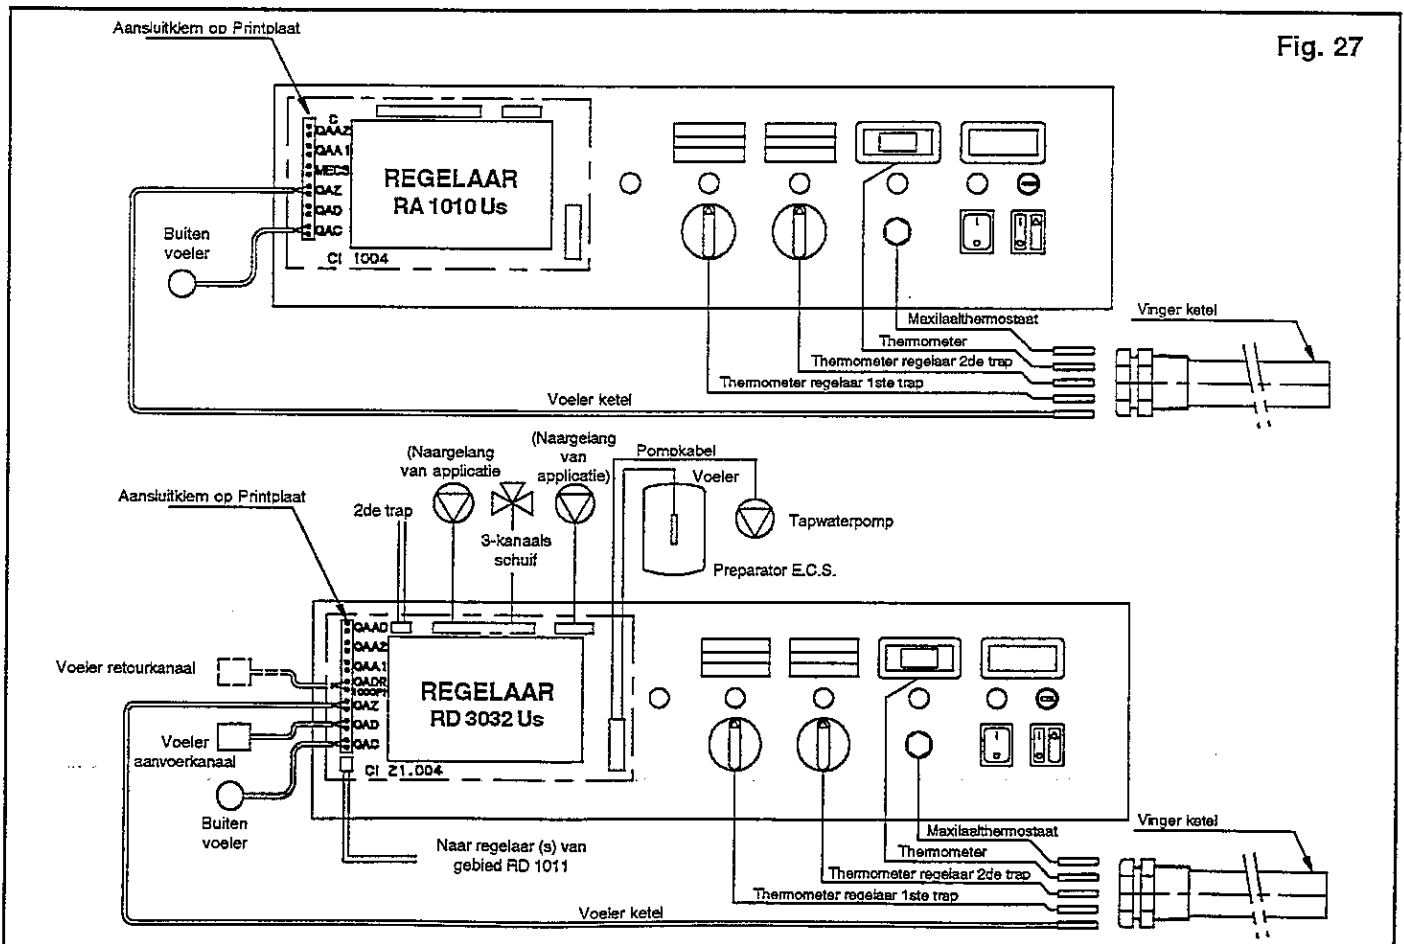 Fig. 27
Aansluitklem op Printplaat
C
QAAZ
QAA1
MECS
QAZ
QAD
QAC
REGELAAR
RA 1010 Us
CI 1004
Buiten
voeler
Maxilaalthermostaat
Thermometer
Thermometer regelaar 2de trap
Thermometer regelaar 1ste trap
Voeler ketel
Vinger ketel
(Naargelang
van applicatie
(Naargelang
van
applicatie)
Pompkabel
Voeler
Aansluitklem op Printplaat
2de trap
3-kanaals
schuif
Tapwaterpomp
Preparator E.C.S.
QAAD
QAAZ
QAA1
QADR
QAZ
QAD
QAC
REGELAAR
RD 3032 Us
CI 21.004
Voeler retourkanaal
Voeler
aanvoerkanaal
Buiten
voeler
Naar regelaar (s) van
gebied RD 1011
Maxilaalthermostaat
Thermometer
Thermometer regelaar 2de trap
Thermometer regelaar 1ste trap
Voeler ketel
Vinger ketel